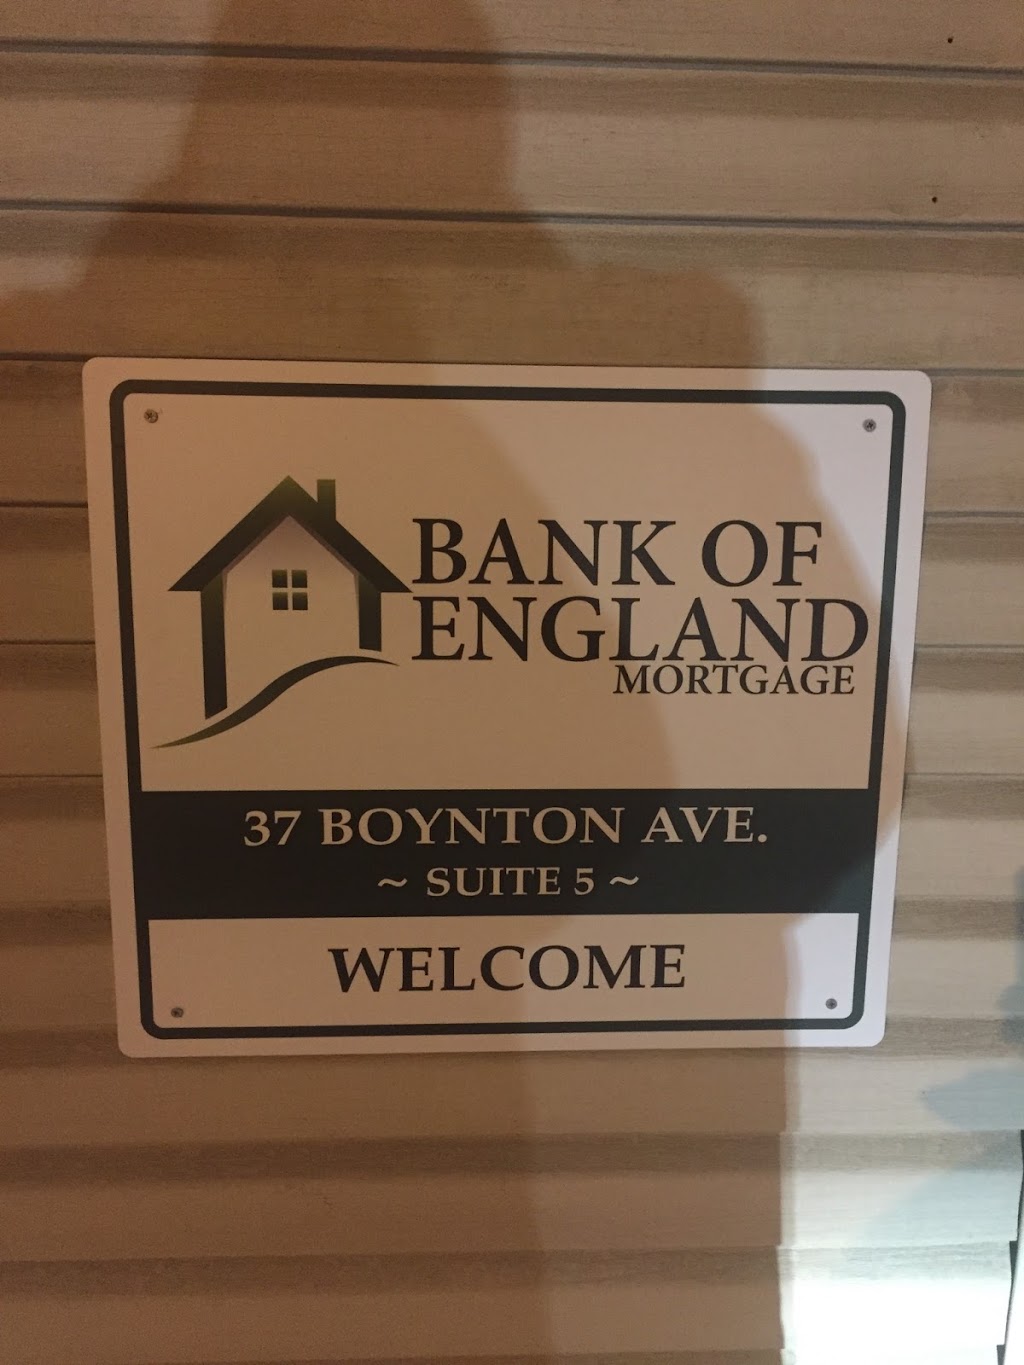 BANK OF
ENGLAND
MORTGAGE
37 BOYNTON AVE.
~ SUITE 5 ~
WELCOME